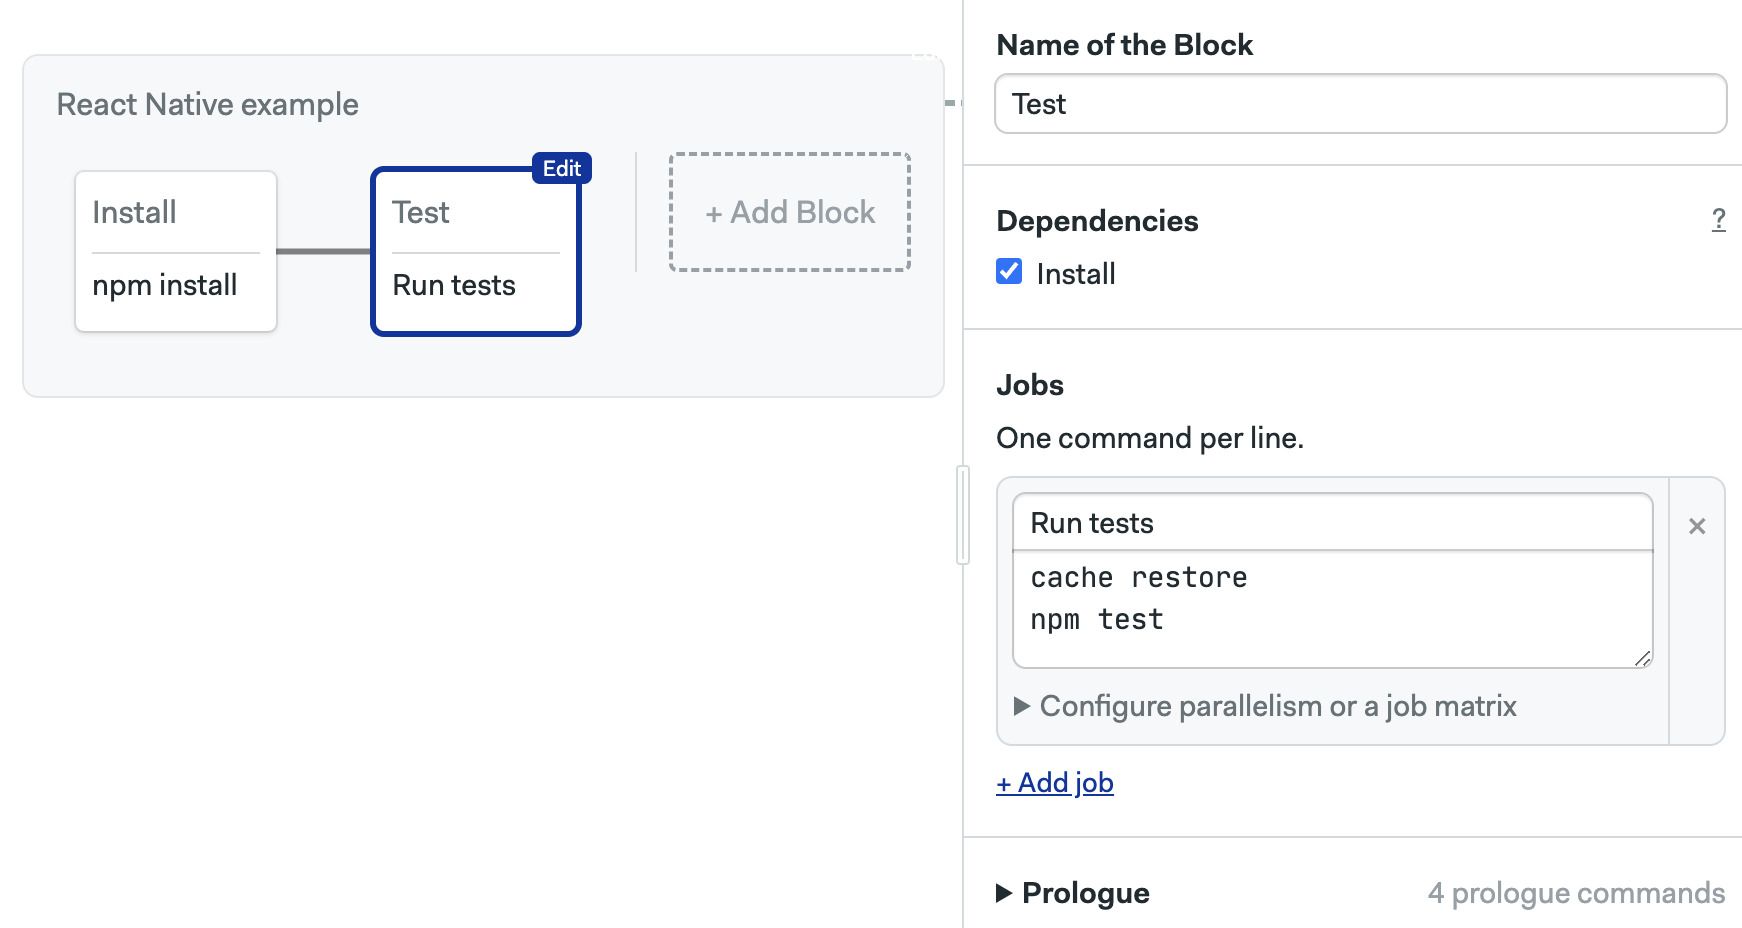 React Native example
Install
npm install
Edit
Test
Run tests
+ Add Block
Name of the Block
Test
Dependencies
?
Install
Jobs
One command per line.
Run tests
×
cache restore
npm test
Configure parallelism or a job matrix
+ Add job
Prologue
4 prologue commands